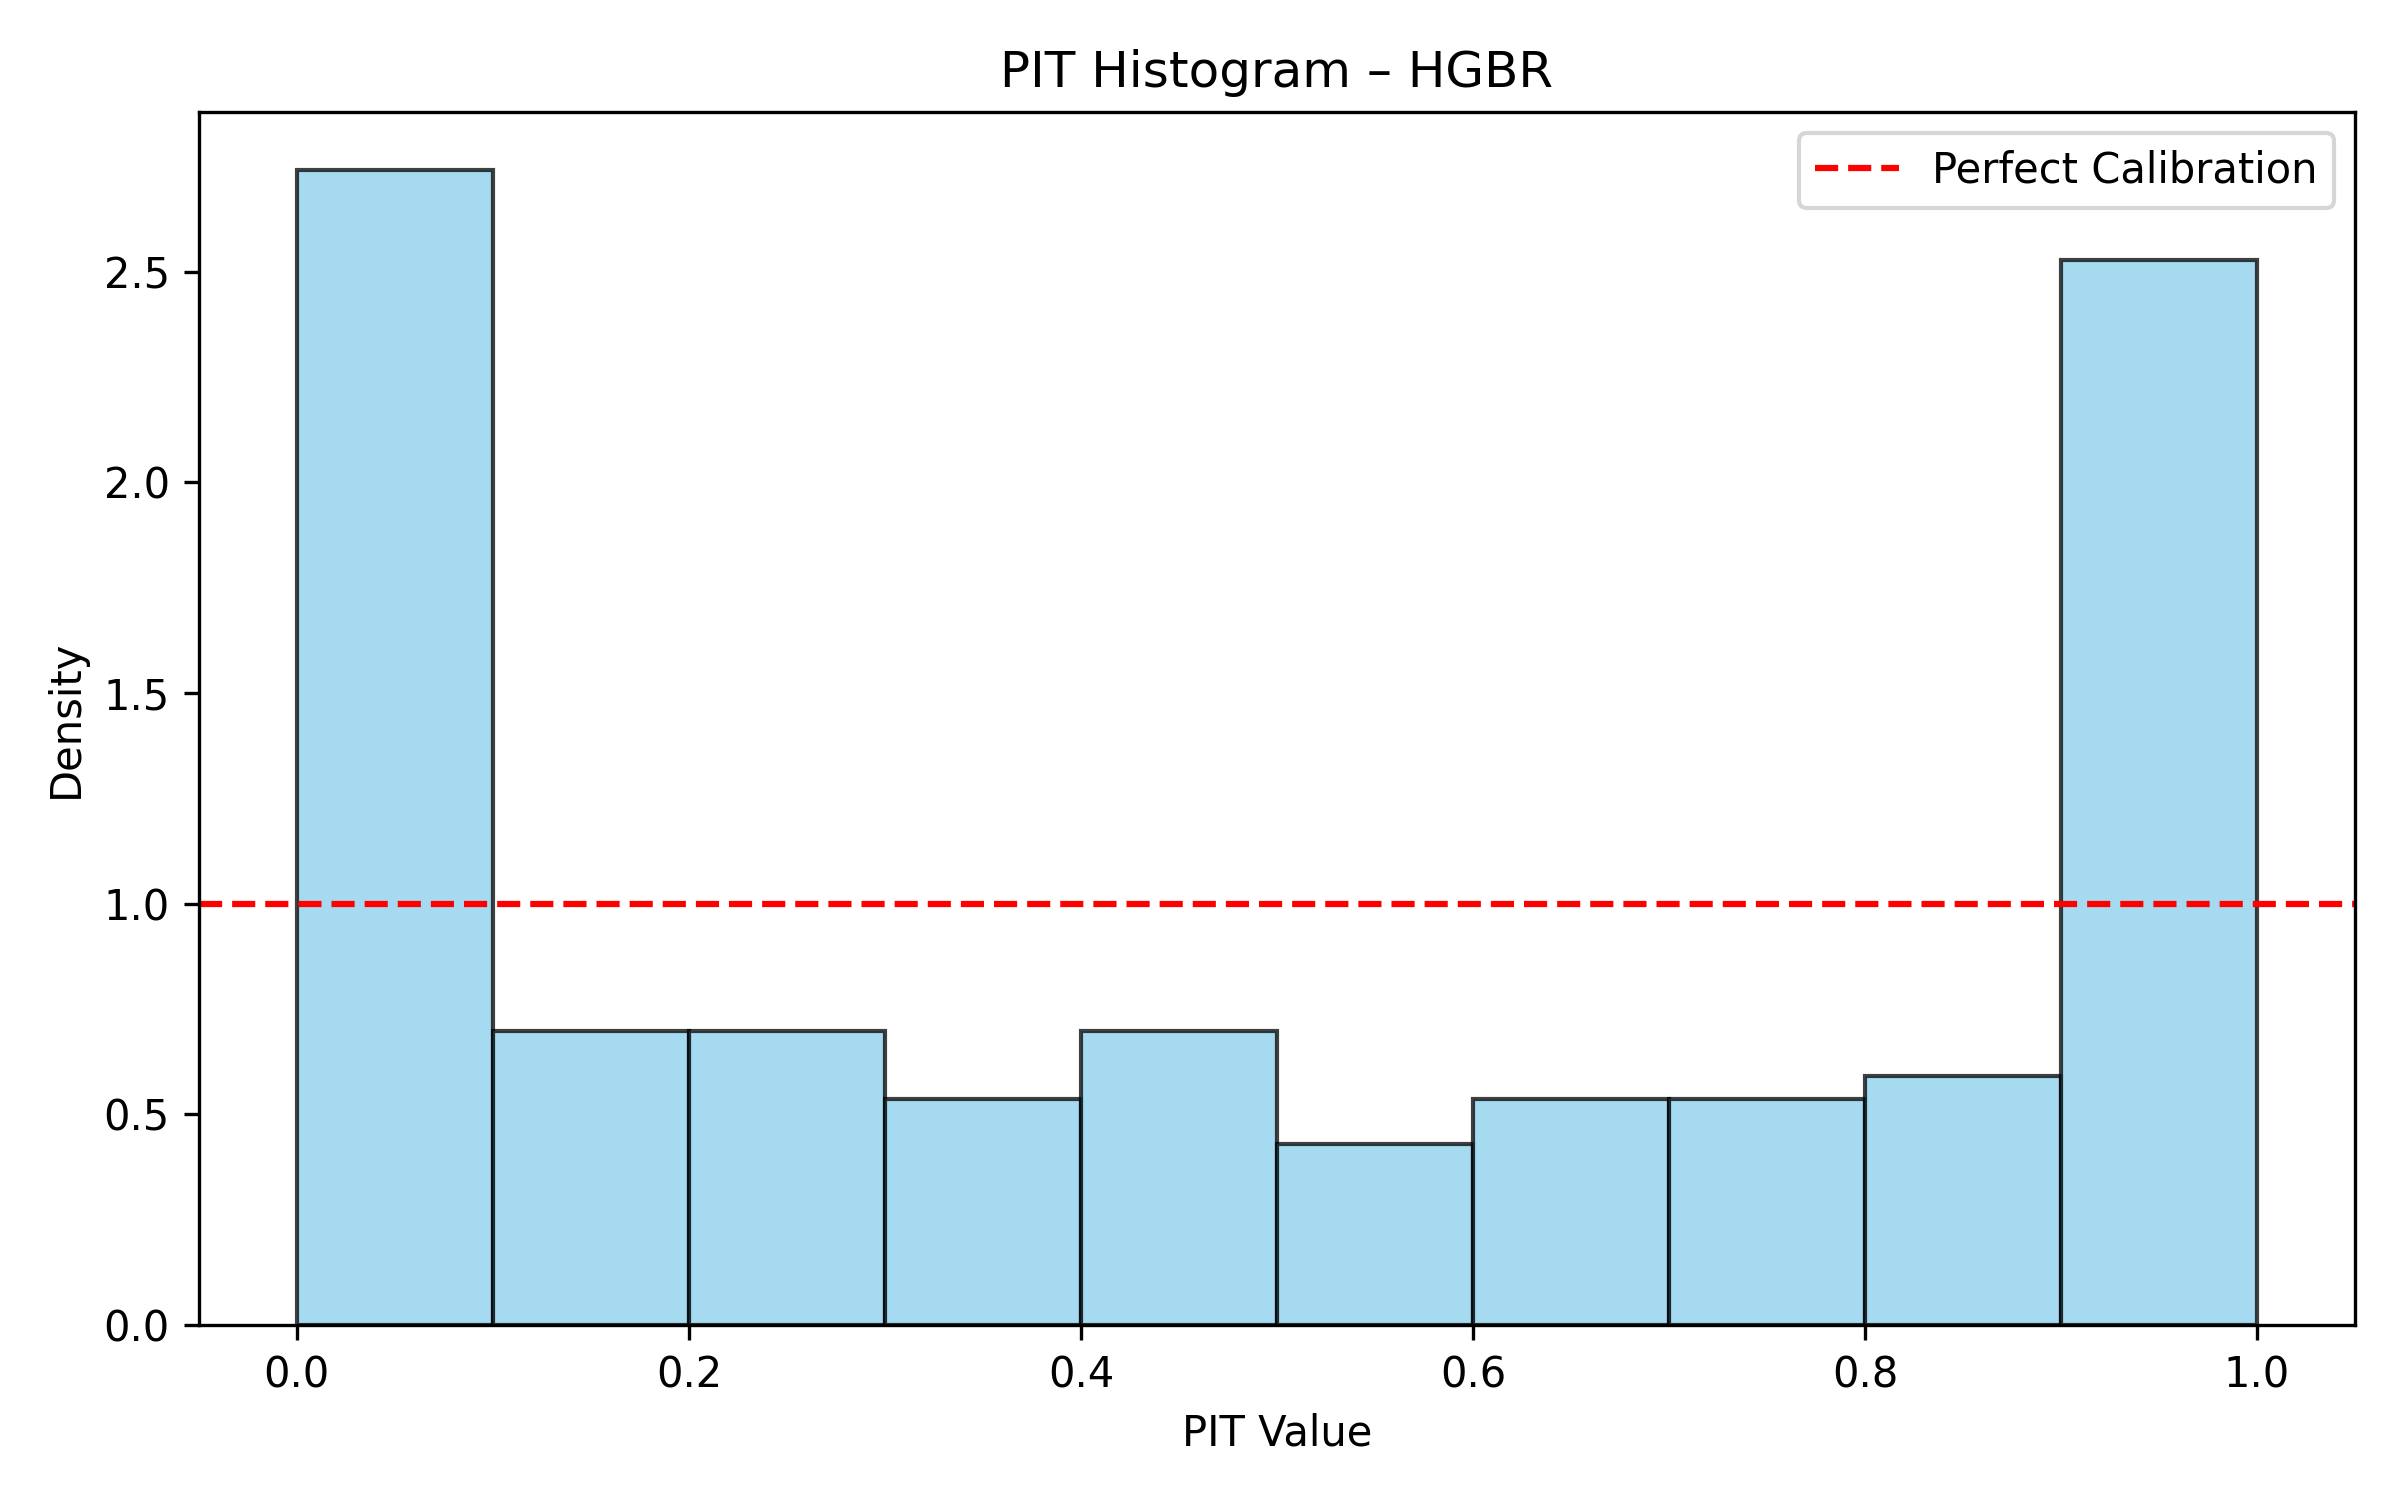 PIT Histogram – HGBR
Perfect Calibration
Density
2.5
2.0
1.5
1.0
0.5
0.0
0.0 0.2 0.4 0.6 0.8 1.0
PIT Value